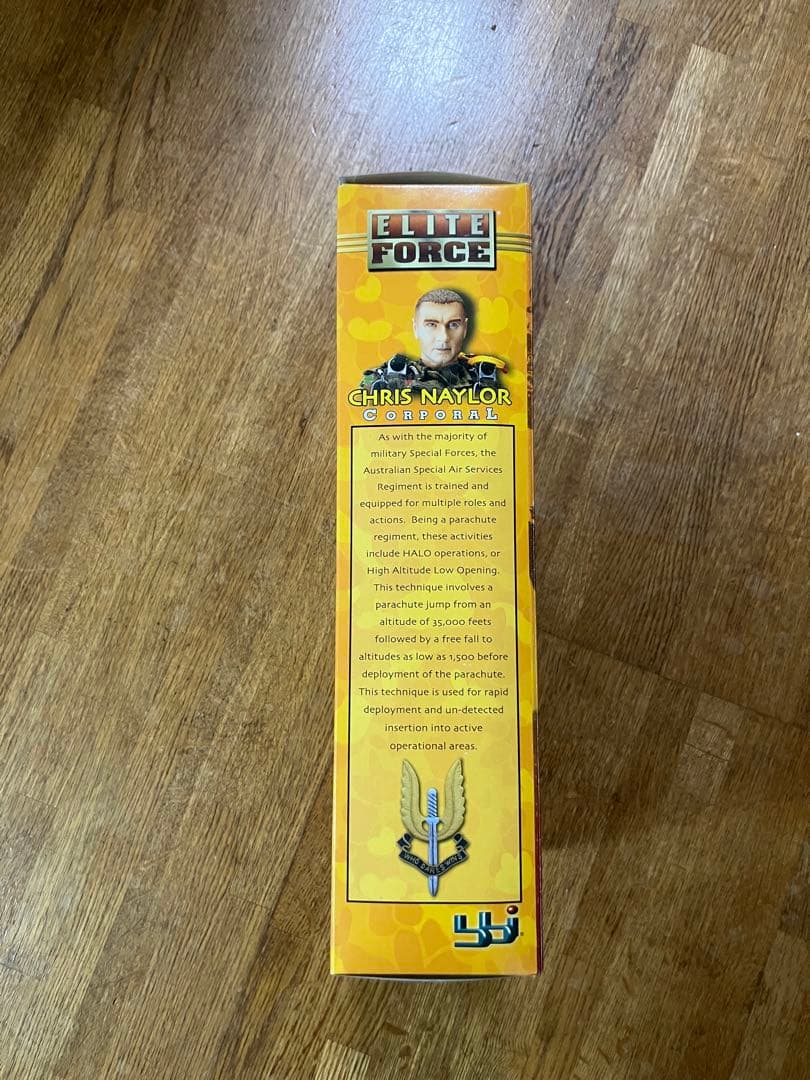 ELITE
FORCE
CHRIS NAYLOR
CORPORAL
As with the majority of
military Special Forces, the
Australian Special Air Services
Regiment is trained and
equipped for multiple roles and
actions. Being a parachute
regiment, these activities
include HALO operations, or
High Altitude Low Opening.
This technique involves a
parachute jump from an
altitude of 35,000 feets
followed by a free fall to
altitudes as low as 1,500 before
deployment of the parachute.
This technique is used for rapid
deployment and un-detected
insertion into active
operational areas.
WHO DARES WINS
bbi